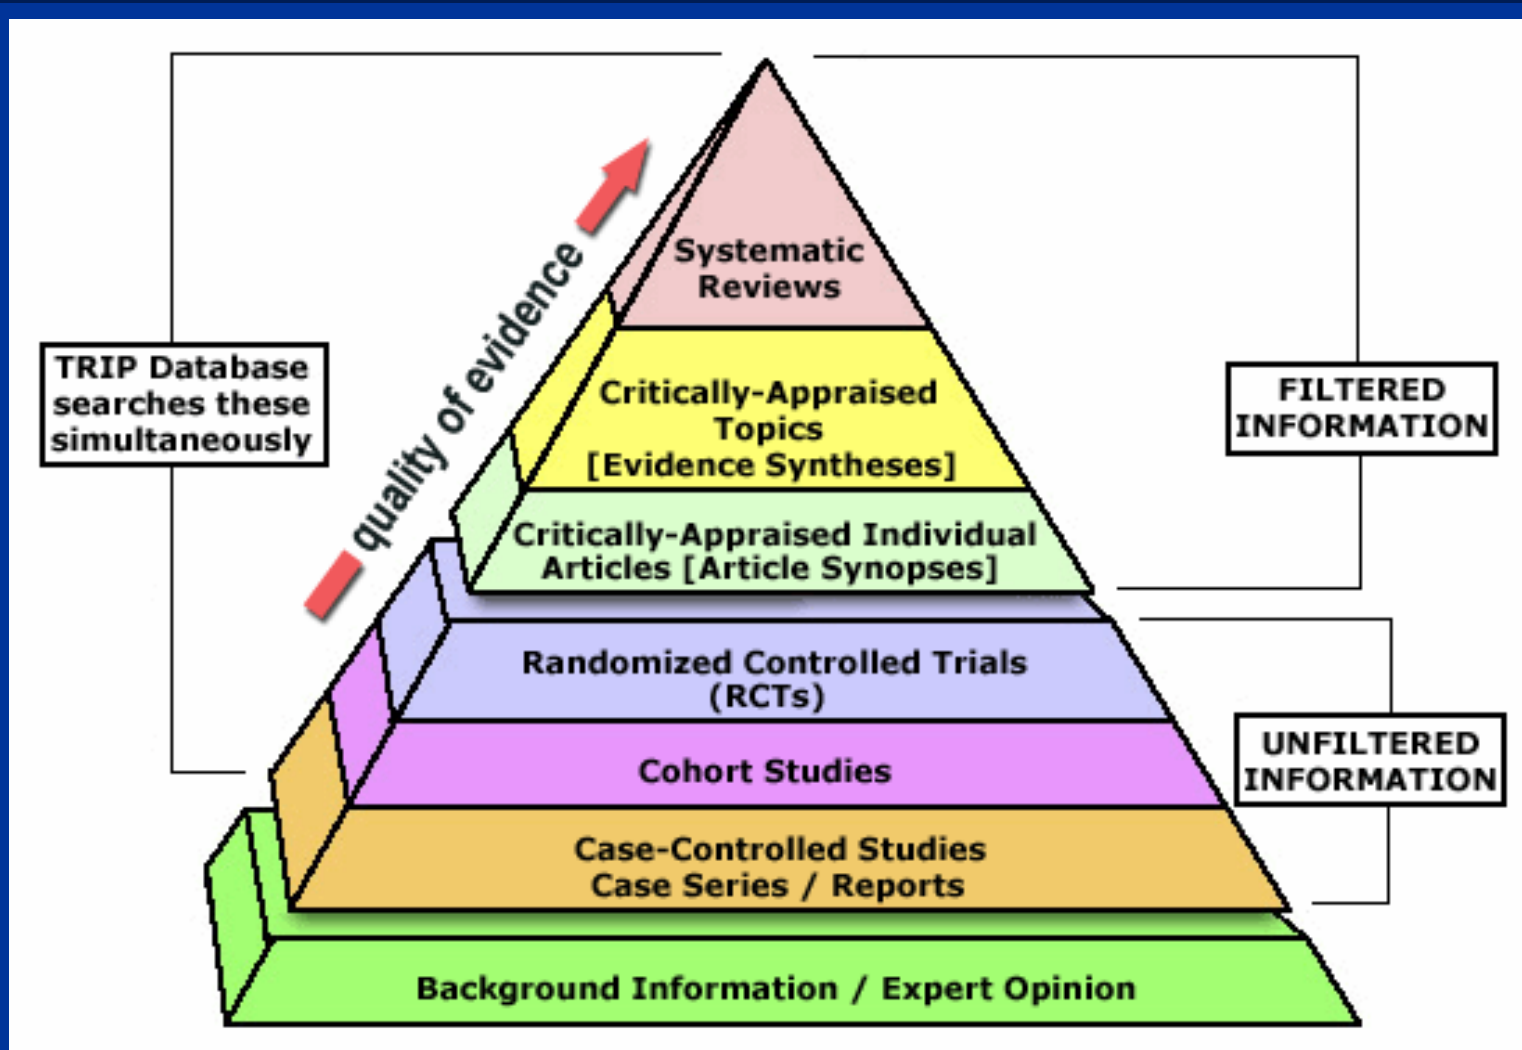 Systematic
Reviews
quality of evidence
TRIP Database
searches these
simultaneously
FILTERED
INFORMATION
Critically-Appraised
Topics
[Evidence Syntheses]
Critically-Appraised Individual
Articles [Article Synopses]
Randomized Controlled Trials
(RCTs)
UNFILTERED
INFORMATION
Cohort Studies
Case-Controlled Studies
Case Series / Reports
Background Information / Expert Opinion